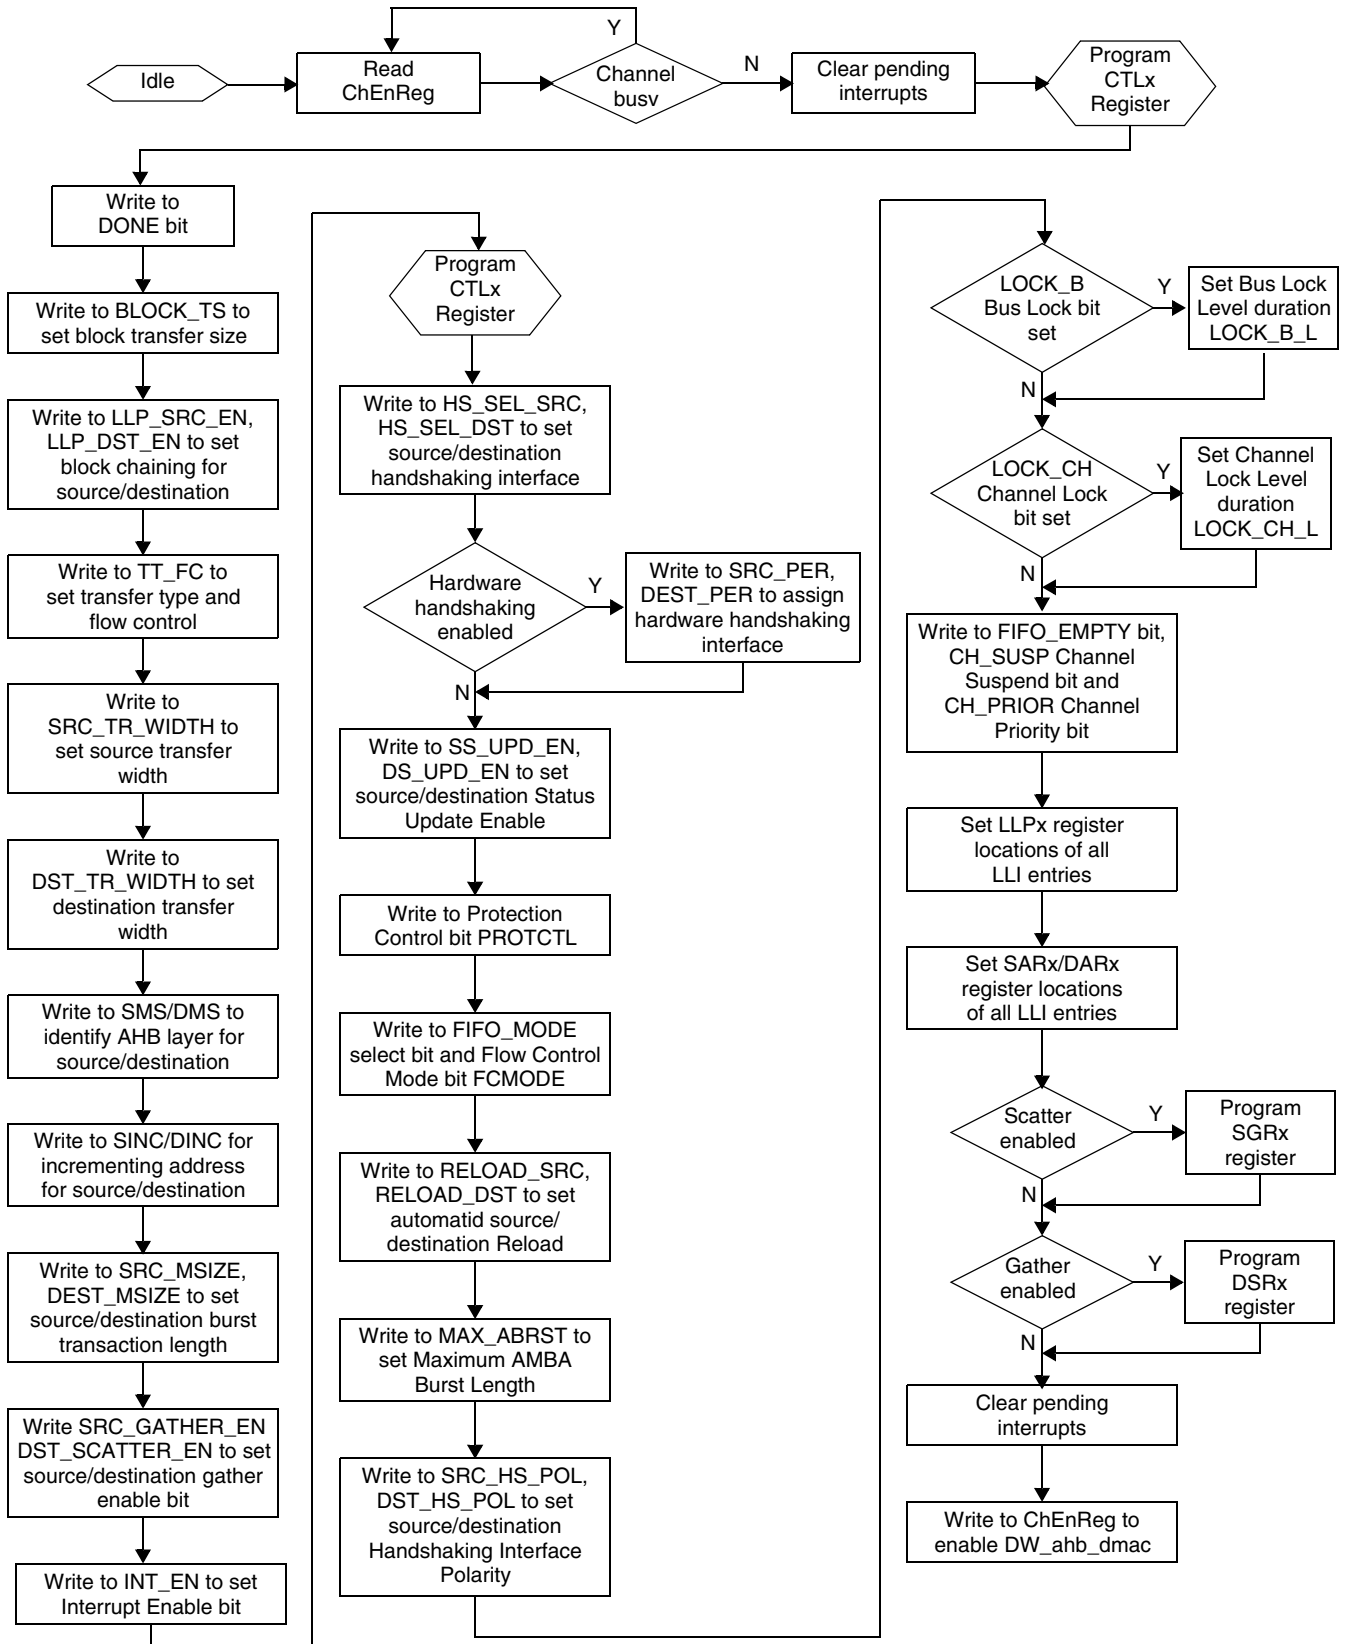 Y
Idle
Read
ChEnReg
Channel
busv
N
Clear pending
interrupts
Program
CTLx
Register
Write to
DONE bit
Write to BLOCK_TS to
set block transfer size
Write to LLP_SRC_EN,
LLP_DST_EN to set
block chaining for
source/destination
Write to TT_FC to
set transfer type and
flow control
Write to
SRC_TR_WIDTH to
set source transfer
width
Write to
DST_TR_WIDTH to set
destination transfer
width
Write to SMS/DMS to
identify AHB layer for
source/destination
Write to SINC/DINC for
incrementing address
for source/destination
Write to SRC_MSIZE,
DEST_MSIZE to set
source/destination burst
transaction length
Write SRC_GATHER_EN
DST_SCATTER_EN to set
source/destination gather
enable bit
Write to INT_EN to set
Interrupt Enable bit
Program
CTLx
Register
Write to HS_SEL_SRC,
HS_SEL_DST to set
source/destination
handshaking interface
Hardware
handshaking
enabled
Y
Write to SRC_PER,
DEST_PER to assign
hardware handshaking
interface
N
Write to SS_UPD_EN,
DS_UPD_EN to set
source/destination Status
Update Enable
Write to Protection
Control bit PROTCTL
Write to FIFO_MODE
select bit and Flow Control
Mode bit FCMODE
Write to RELOAD_SRC,
RELOAD_DST to set
automatid source/
destination Reload
Write to MAX_ABRST to
set Maximum AMBA
Burst Length
Write to SRC_HS_POL,
DST_HS_POL to set
source/destination
Handshaking Interface
Polarity
LOCK_B
Bus Lock bit
set
Y
Set Bus Lock
Level duration
LOCK_B_L
N
LOCK_CH
Channel Lock
bit set
Y
Set Channel
Lock Level
duration
LOCK_CH_L
N
Write to FIFO_EMPTY bit,
CH_SUSP Channel
Suspend bit and
CH_PRIOR Channel
Priority bit
Set LLPx register
locations of all
LLI entries
Set SARx/DARx
register locations
of all LLI entries
Scatter
enabled
Y
Program
SGRx
register
N
Gather
enabled
Y
Program
DSRx
register
N
Clear pending
interrupts
Write to ChEnReg to
enable DW_ahb_dmac